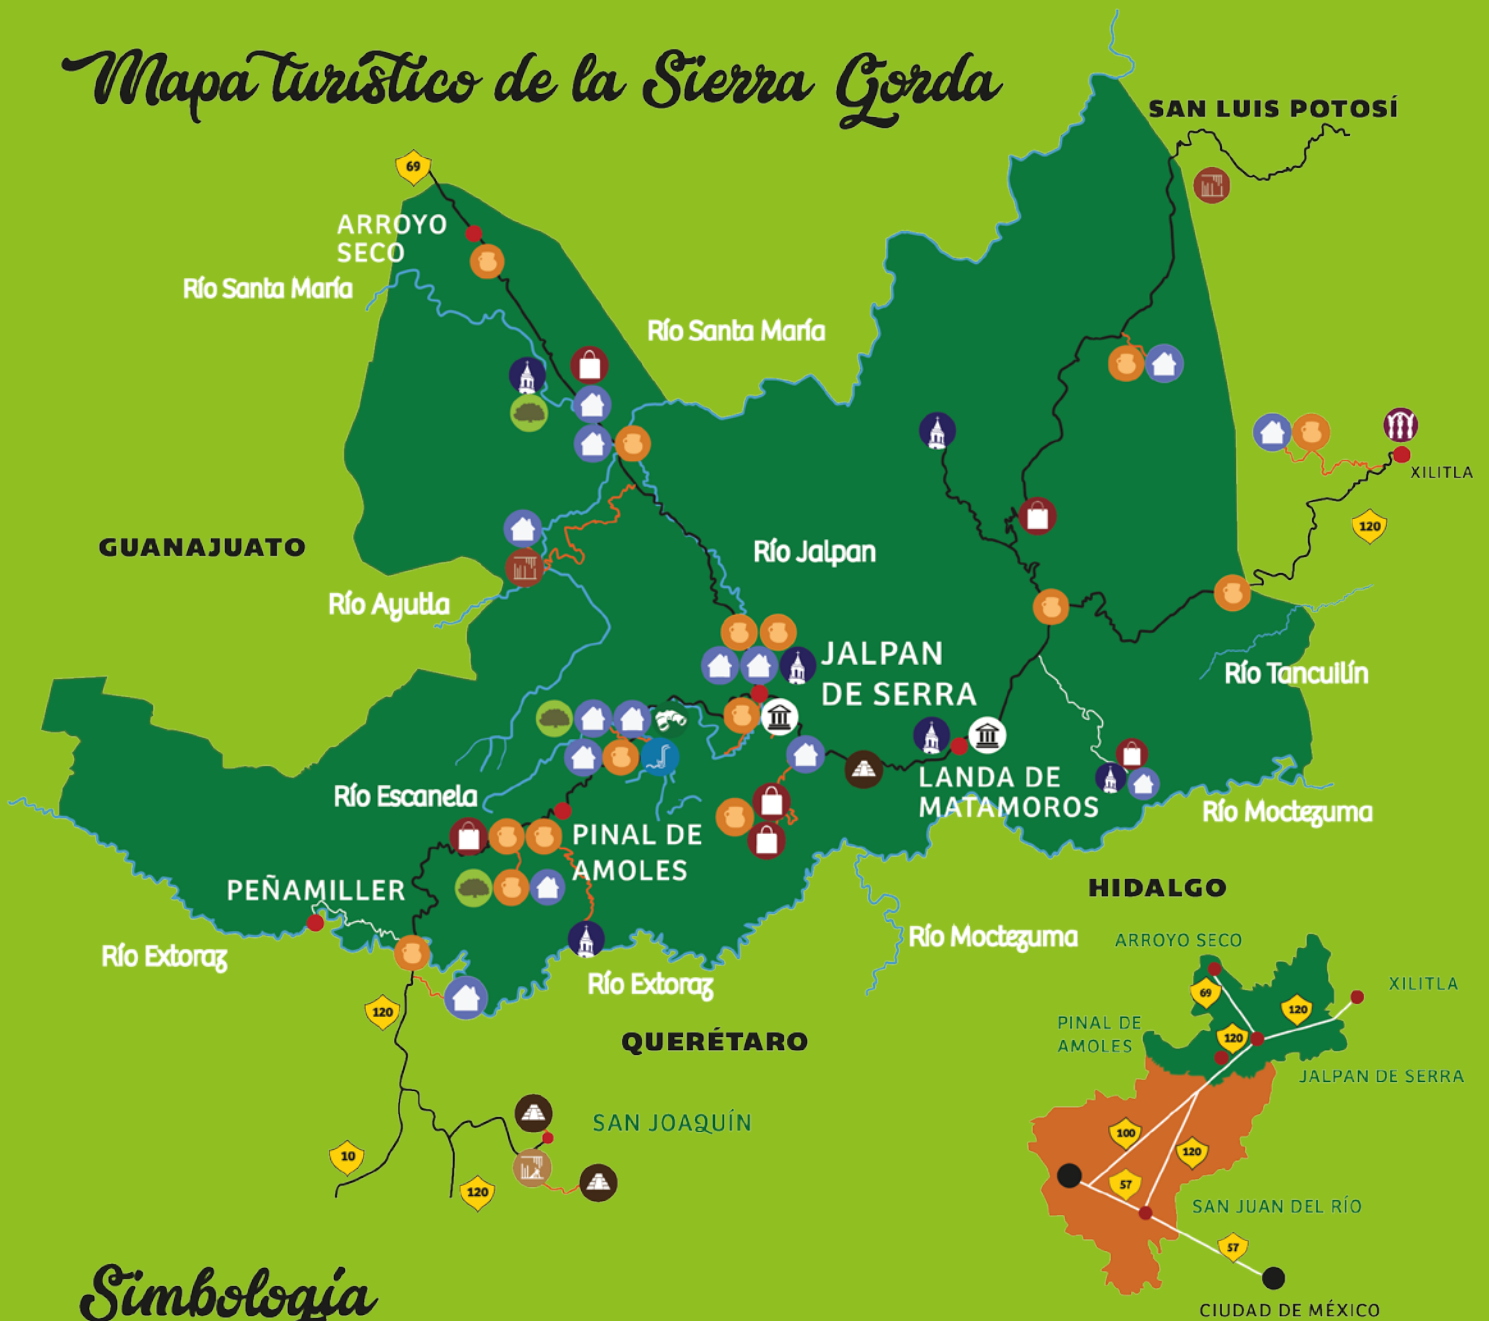 Mapa turístico de la Sierra Gorda
SAN LUIS POTOSÍ
69
ARROYO
SECO
Río Santa María
Río Santa María
XILITLA
120
GUANAJUATO
Río Jalpan
Río Ayutla
JALPAN
DE SERRA
Río Tancuilín
LANDA DE
MATAMOROS
Río Escanela
Río Moctezuma
PINAL DE
AMOLES
PEÑAMILLER
HIDALGO
Río Extoraz
Río Moctezuma
Río Extoraz
120
QUERÉTARO
SAN JOAQUÍN
10
120
ARROYO SECO
69
XILITLA
120
PINAL DE
AMOLES
120
JALPAN DE SERRA
100
120
57
SAN JUAN DEL RÍO
57
CIUDAD DE MÉXICO
Simbología